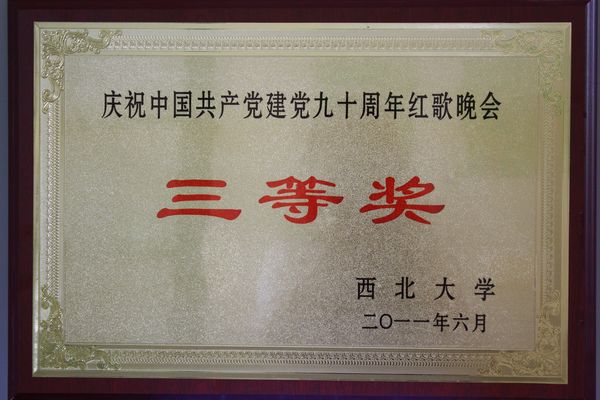 庆祝中国共产党建党九十周年红歌晚会
三等奖
西北大学
二〇一一年六月